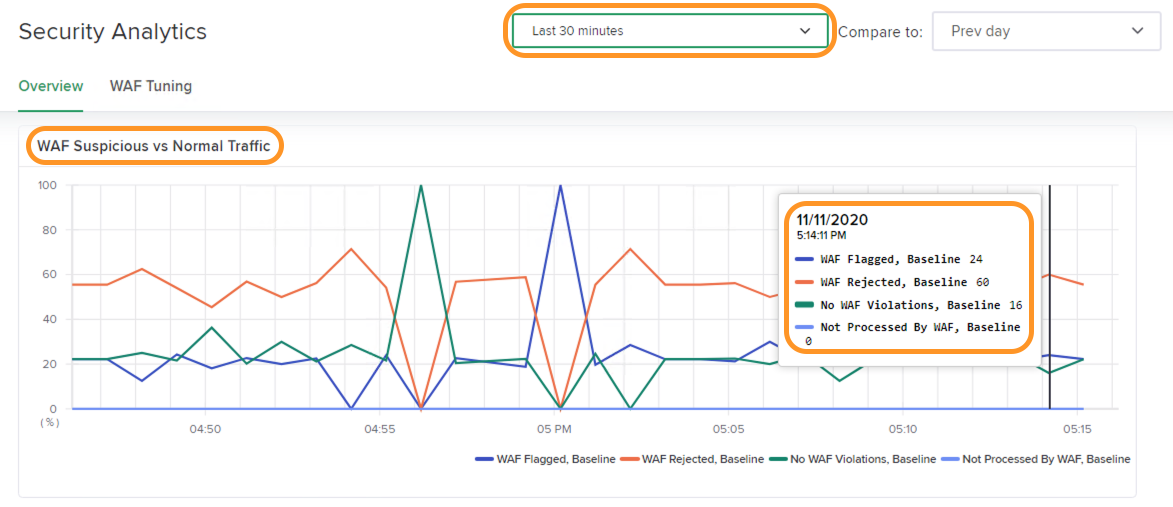 Security Analytics
Last 30 minutes
Compare to:
Prev day
Overview
WAF Tuning
WAF Suspicious vs Normal Traffic
100
80
60
40
20
0
(%)
04:50
04:55
05 PM
05:05
05:10
05:15
11/11/2020
5:14:11 PM
WAF Flagged, Baseline 24
WAF Rejected, Baseline 60
No WAF Violations, Baseline 16
Not Processed By WAF, Baseline
0
WAF Flagged, Baseline
WAF Rejected, Baseline
No WAF Violations, Baseline
Not Processed By WAF, Baseline